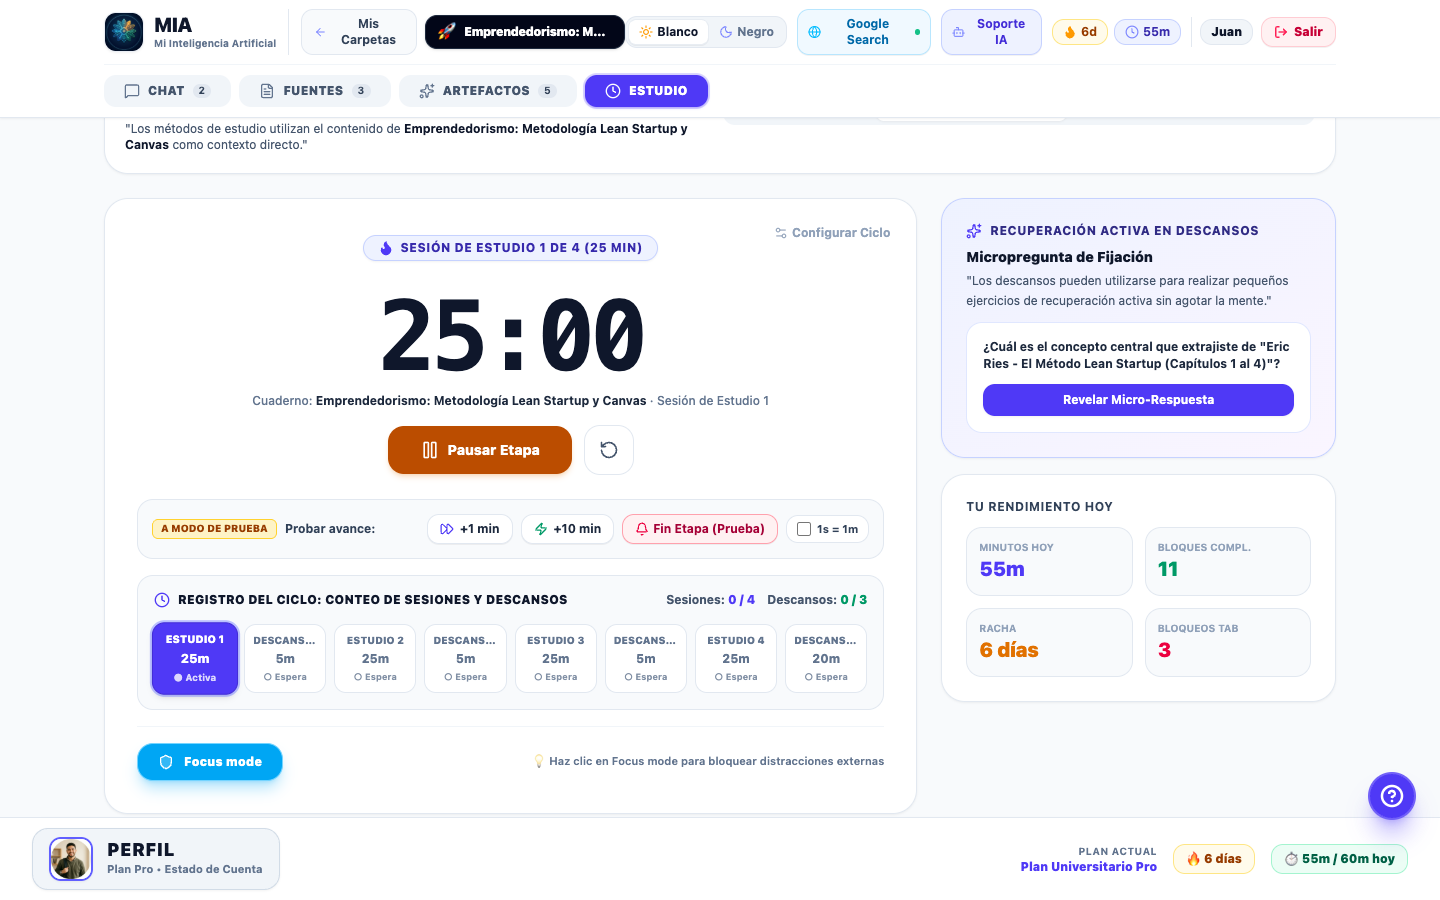 MIA
Mi Inteligencia Artificial
Mis
Carpetas
🚀 Emprendedorismo: M...
Blanco
Negro
Google
Search
Soporte
IA
6d
55m
Juan
Salir
CHAT 2
FUENTES 3
ARTEFACTOS 5
ESTUDIO
"Los métodos de estudio utilizan el contenido de Emprendedorismo: Metodología Lean Startup y
Canvas como contexto directo."
Configurar Ciclo
SESIÓN DE ESTUDIO 1 DE 4 (25 MIN)
25:00
Cuaderno: Emprendedorismo: Metodología Lean Startup y Canvas · Sesión de Estudio 1
Pausar Etapa
A MODO DE PRUEBA Probar avance:
+1 min
+10 min
Fin Etapa (Prueba)
1s = 1m
REGISTRO DEL CICLO: CONTEO DE SESIONES Y DESCANSOS
Sesiones: 0 / 4 Descansos: 0 / 3
ESTUDIO 1
25m
Activa
DESCANS...
5m
Espera
ESTUDIO 2
25m
Espera
DESCANS...
5m
Espera
ESTUDIO 3
25m
Espera
DESCANS...
5m
Espera
ESTUDIO 4
25m
Espera
DESCANS...
20m
Espera
Focus mode
💡 Haz clic en Focus mode para bloquear distracciones externas
RECUPERACIÓN ACTIVA EN DESCANSOS
Micropregunta de Fijación
"Los descansos pueden utilizarse para realizar pequeños
ejercicios de recuperación activa sin agotar la mente."
¿Cuál es el concepto central que extrajiste de "Eric
Ries - El Método Lean Startup (Capítulos 1 al 4)"?
Revelar Micro-Respuesta
TU RENDIMIENTO HOY
MINUTOS HOY
55m
BLOQUES COMPL.
11
RACHA
6 días
BLOQUEOS TAB
3
PERFIL
Plan Pro • Estado de Cuenta
PLAN ACTUAL
Plan Universitario Pro
🔥 6 días
⏱️ 55m / 60m hoy